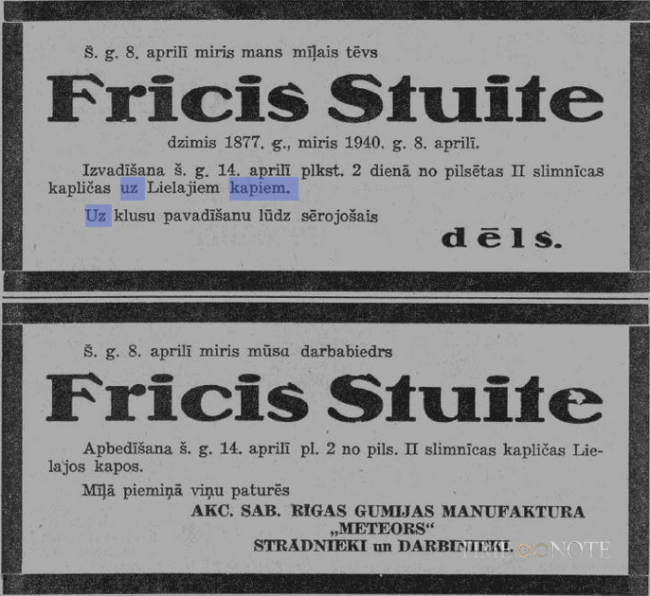 Š. g. 8. aprilī miris mans mīļais tēvs
Fricis Stuite
dzimis 1877. g., miris 1940. g. 8. aprilī.
Izvadīšana š. g. 14. aprilī plkst. 2 dienā no pilsētas II slimnīcas
kapličas uz Lielajiem kapiem.
Uz klusu pavadīšanu lūdz sērojošais
dēls.
Š. g. 8. aprilī miris mūsu darbabiedrs
Fricis Stuite
Apbedīšana š. g. 14. aprilī pl. 2 no pils. II slimnīcas kapličas Lie-
lajos kapos.
Mīļā piemiņā viņu paturēs
AKC. SAB. RĪGAS GUMIJAS MANUFAKTURA
„METEORS“
STRĀDNIEKI un DARBINIEKI.
TIME NOTE